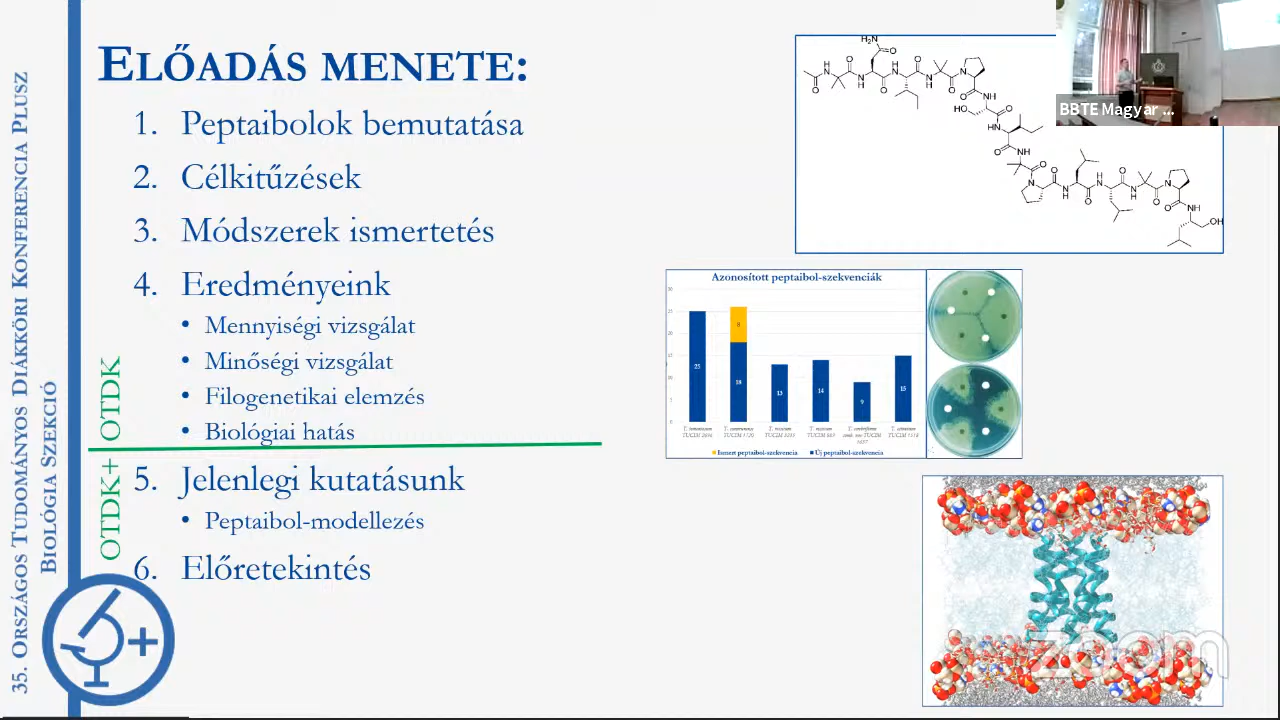 35. ORSZÁGOS TUDOMÁNYOS DIÁKKÖRI KONFERENCIA PLUSZ
BIOLÓGIA SZEKCIÓ
ELŐADÁS MENETE:
1. Peptaibolok bemutatása
2. Célkitűzések
3. Módszerek ismertetés
4. Eredményeink
• Mennyiségi vizsgálat
• Minőségi vizsgálat
• Filogenetikai elemzés
• Biológiai hatás
OTDK
OTDK+
5. Jelenlegi kutatásunk
• Peptaibol-modellezés
6. Előretekintés
BBTE Magyar ...
Azonosított peptaibol-szekvenciák
25
8
18
13
14
9
15
Ismert peptaibol-szekvencia
Új peptaibol-szekvencia
zoom